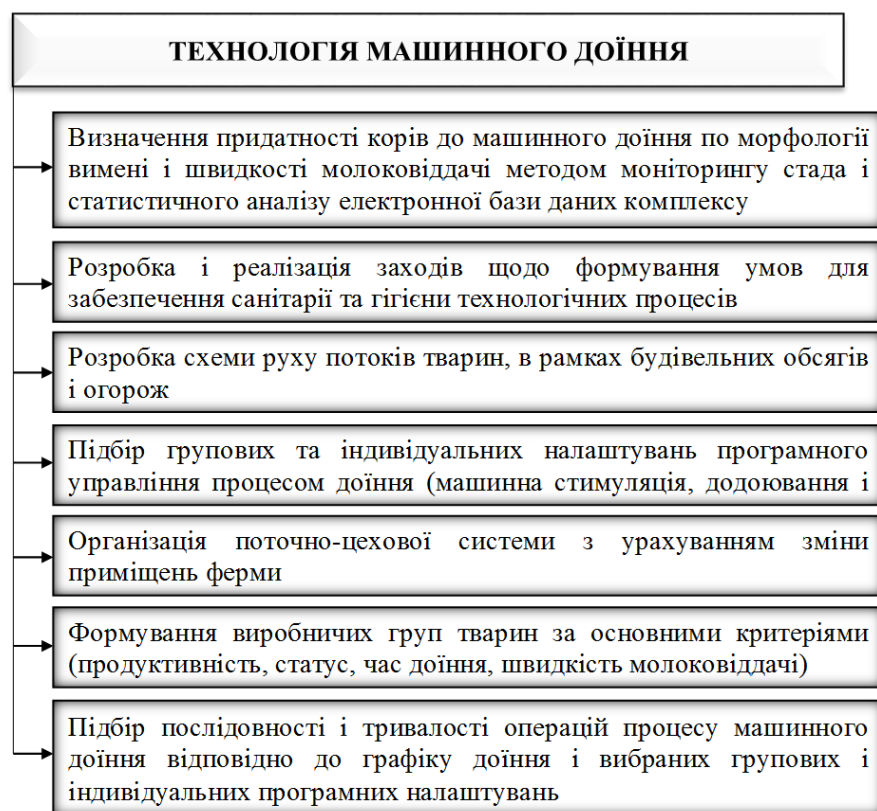 ТЕХНОЛОГІЯ МАШИННОГО ДОЇННЯ
Визначення придатності корів до машинного доїння по морфології
вимені і швидкості молоковіддачі методом моніторингу стада і
статистичного аналізу електронної бази даних комплексу
Розробка і реалізація заходів щодо формування умов для
забезпечення санітарії та гігієни технологічних процесів
Розробка схеми руху потоків тварин, в рамках будівельних обсягів
і огорож
Підбір групових та індивідуальних налаштувань програмного
управління процесом доїння (машинна стимуляція, додоювання і
Організація поточно-цехової системи з урахуванням зміни
приміщень ферми
Формування виробничих груп тварин за основними критеріями
(продуктивність, статус, час доїння, швидкість молоковіддачі)
Підбір послідовності і тривалості операцій процесу машинного
доїння відповідно до графіку доїння і вибраних групових і
індивідуальних програмних налаштувань